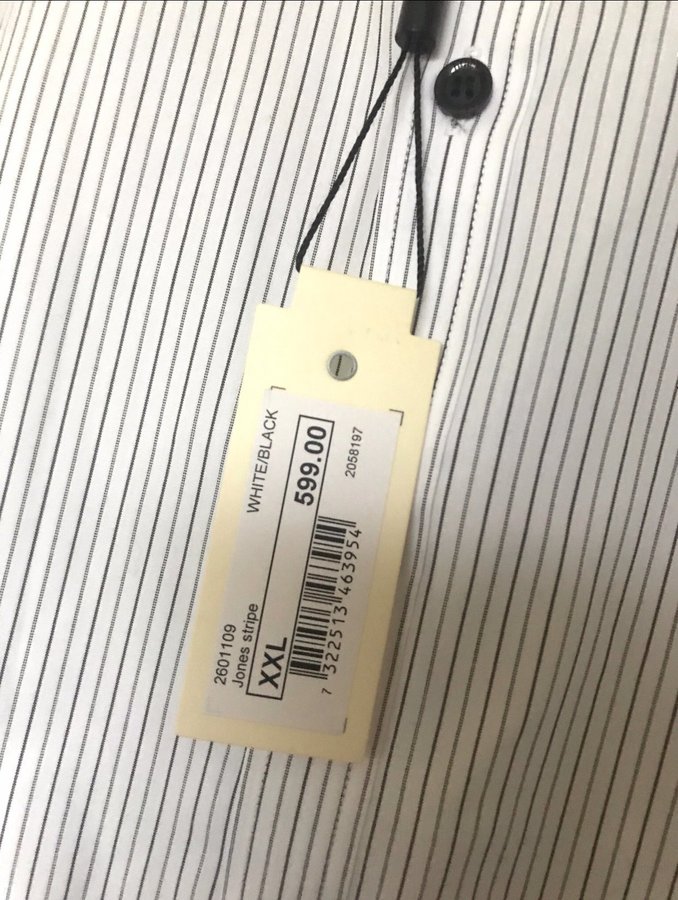 2601109
WHITE/BLACK
Jones stripe
XXL
599.00
7 322513 463954
2058197